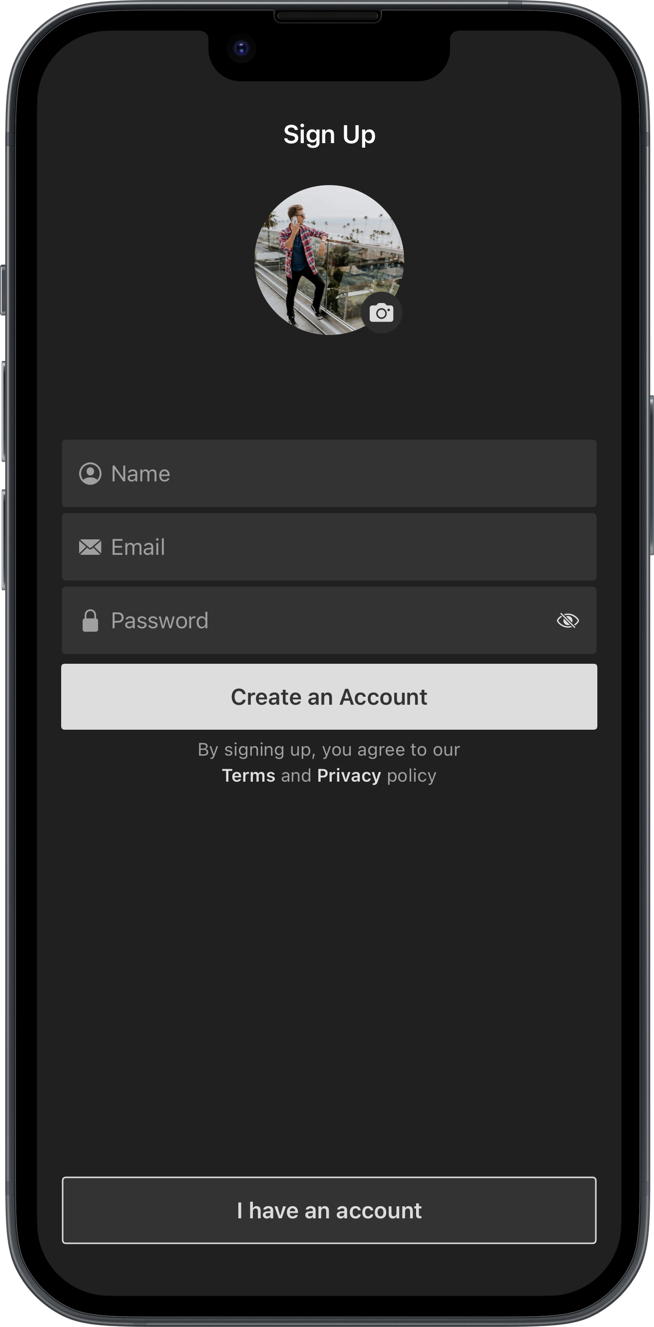 Sign Up
Name
Email
Password
Create an Account
By signing up, you agree to our
Terms and Privacy policy
I have an account